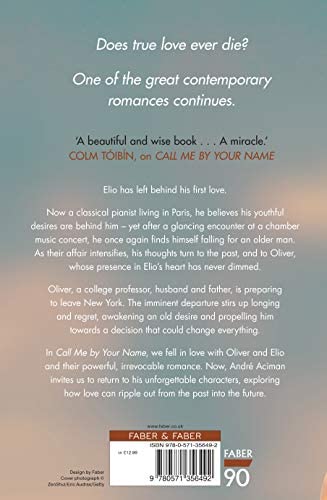 Does true love ever die?
One of the great contemporary
romances continues.
‘A beautiful and wise book . . . A miracle.’
COLM TÓIBÍN, on CALL ME BY YOUR NAME
Elio has left behind his first love.
Now a classical pianist living in Paris, he believes his youthful
desires are behind him – yet after a glancing encounter at a chamber
music concert, he once again finds himself falling for an older man.
As their affair intensifies, his thoughts turn to the past, and to Oliver,
whose presence in Elio’s heart has never dimmed.
Oliver, a college professor, husband and father, is preparing
to leave New York. The imminent departure stirs up longing
and regret, awakening an old desire and propelling him
towards a decision that could change everything.
In Call Me by Your Name, we fell in love with Oliver and Elio
and their powerful, irrevocable romance. Now, André Aciman
invites us to return to his unforgettable characters, exploring
how love can ripple out from the past into the future.
www.faber.co.uk
ISBN 978-0-571-35649-2
FABER & FABER
£12.99
FABER
90
9 780571 356492
Design by Faber
Cover photograph ©